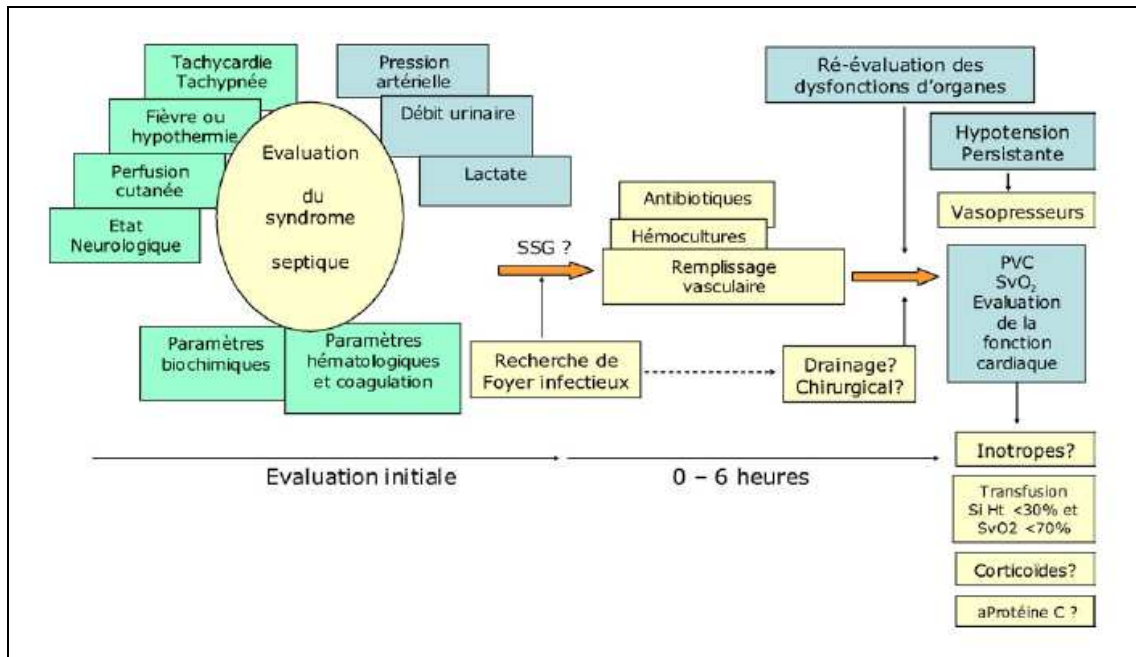 Tachycardie
Tachypnée
Fièvre ou
hypothermie
Perfusion
cutanée
Etat
Neurologique
Evaluation
du
syndrome
septique
Pression
artérielle
Débit urinaire
Lactate
Paramètres
biochimiques
Paramètres
hématologiques
et coagulation
SSG ?
Recherche de
Foyer infectieux
Antibiotiques
Hémocultures
Remplissage
vasculaire
Drainage?
Chirurgical?
Ré-évaluation des
dysfonctions d'organes
Hypotension
Persistante
Vasopresseurs
PVC
SvO₂
Evaluation
de la
fonction
cardiaque
Inotropes?
Transfusion
Si Ht <30% et
SvO2 <70%
Corticoïdes?
aProtéine C ?
Evaluation initiale
0 – 6 heures